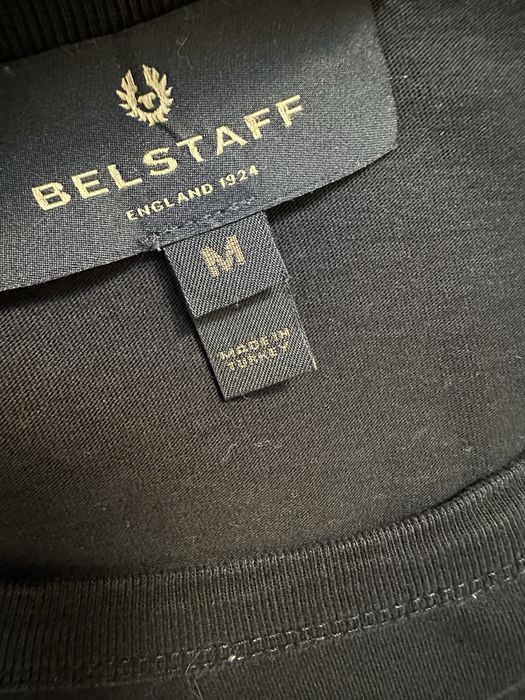 BELSTAFF
ENGLAND 1924
M
MADE IN
TURKEY